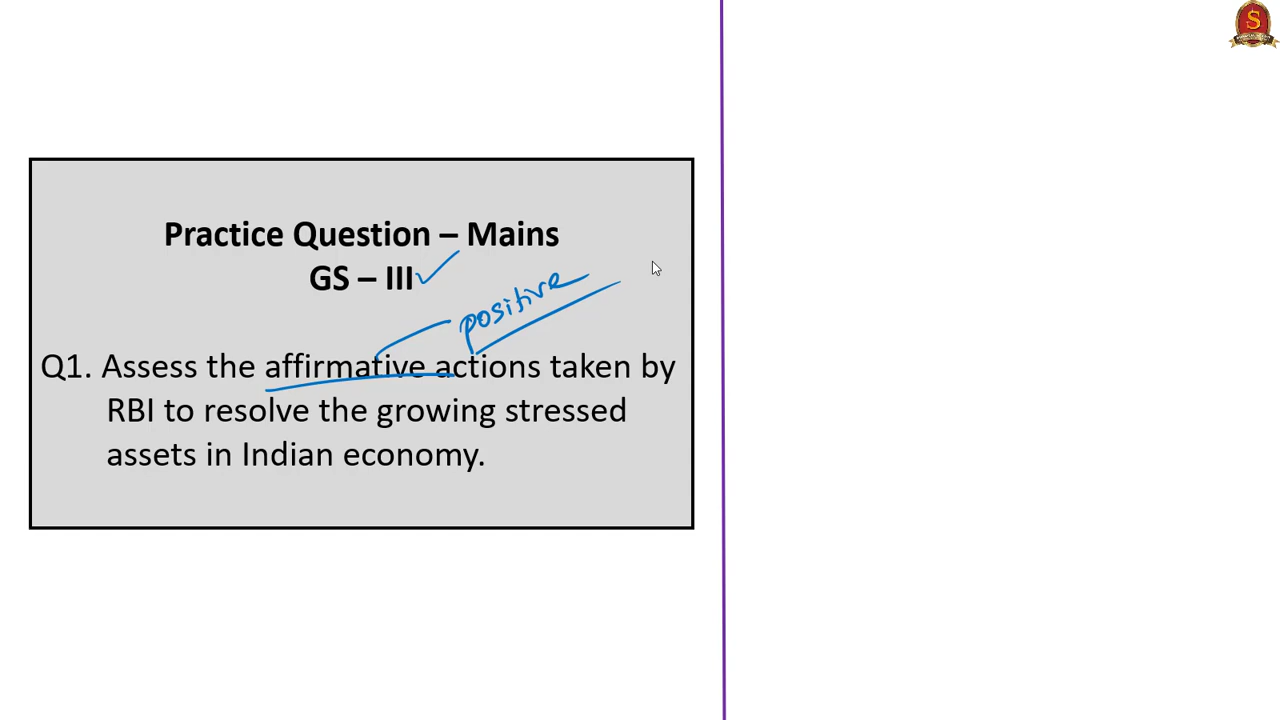 Practice Question – Mains
GS – III
positive
Q1. Assess the affirmative actions taken by
RBI to resolve the growing stressed
assets in Indian economy.
S